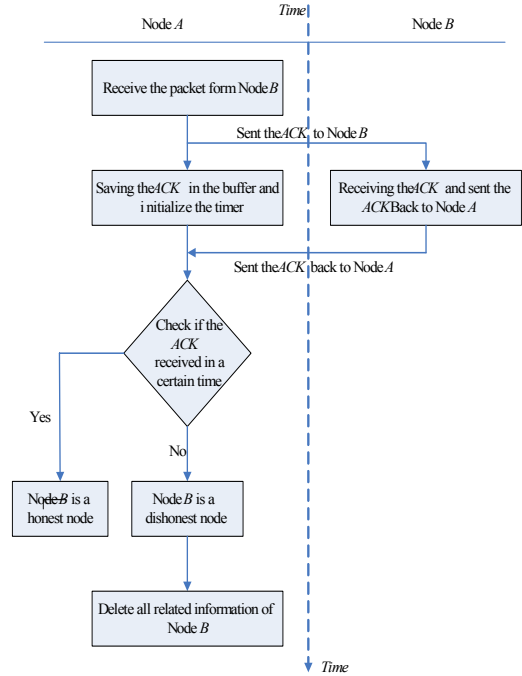 Time
Node A
Node B
Receive the packet form Node B
Sent the ACK to Node B
Saving the ACK in the buffer and
i nitialize the timer
Receiving the ACK and sent the
ACK Back to Node A
Sent the ACK back to Node A
Check if the
ACK
received in a
certain time
Yes
No
Node B is a
honest node
Node B is a
dishonest node
Delete all related information of
Node B
Time